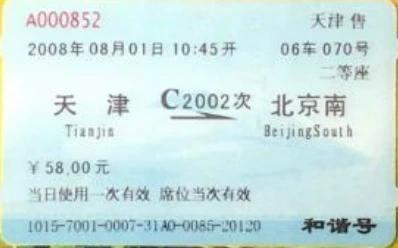 A000852 天津 售
2008年08月01日 10:45开 06车 070号
二等座
天 津 C2002次 北京南
Tianjin BeijingSouth
¥58.00元
当日使用一次有效 席位当次有效
1015-7001-0007-31A0-0085-20120 和谐号